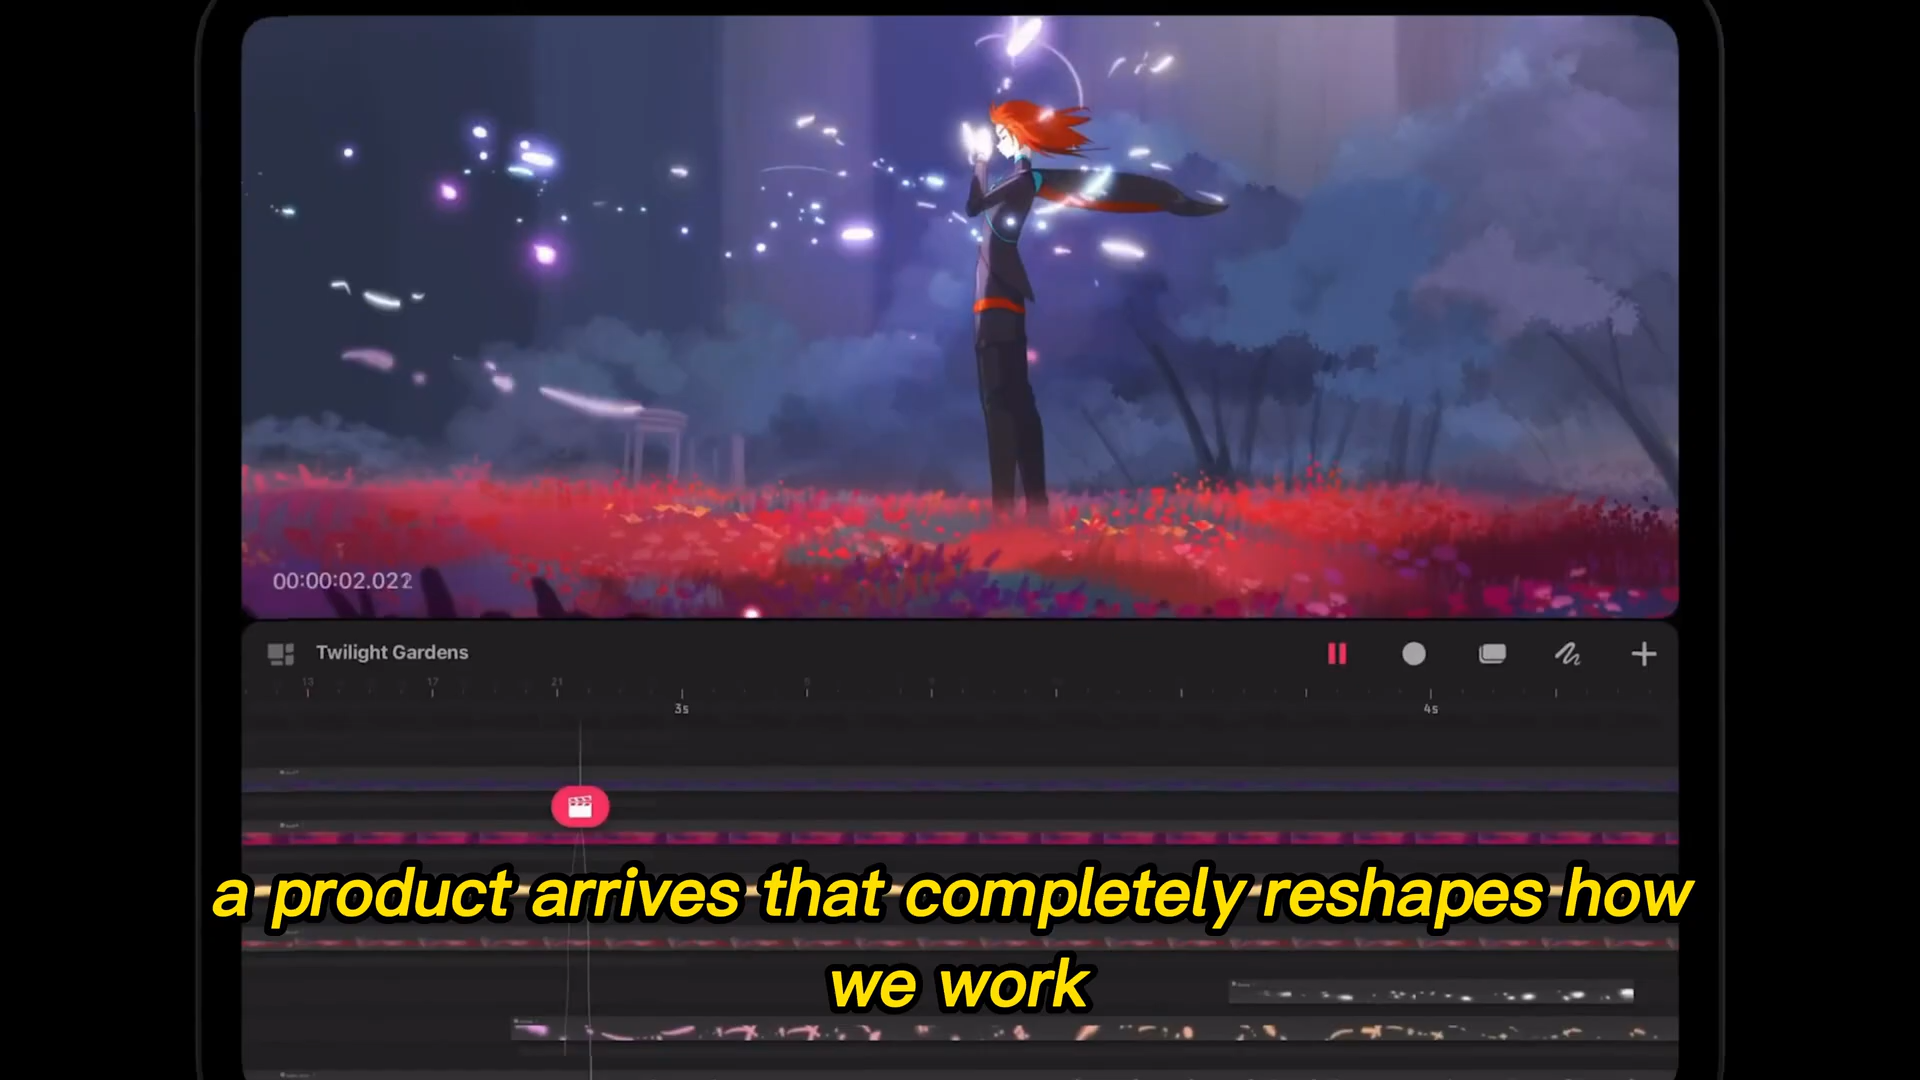 00:00:02.022
Twilight Gardens
13
17
21
3s
4s
a product arrives that completely reshapes how
we work